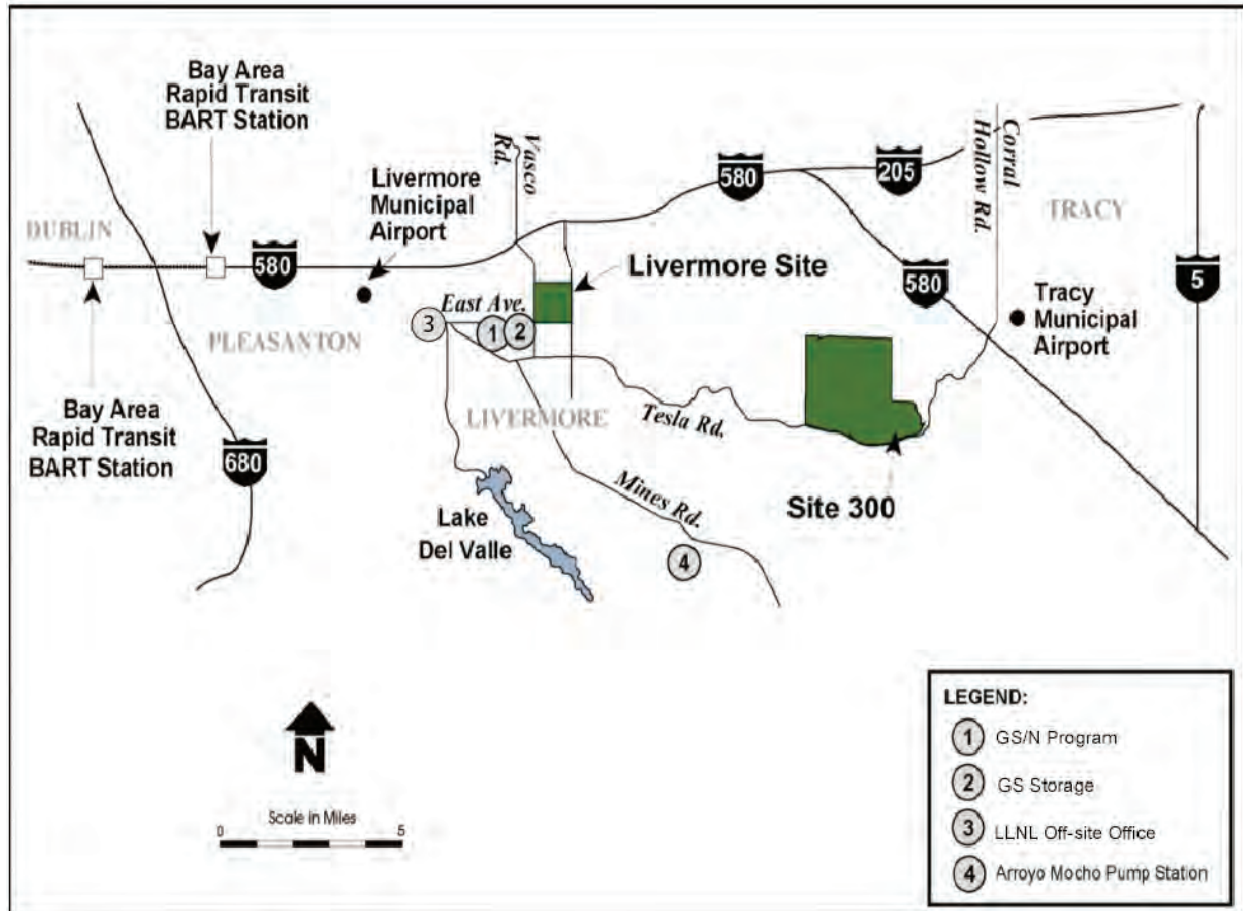 Bay Area
Rapid Transit
BART Station
Vasco
Rd.
Livermore
Municipal
Airport
580
205
Corral
Hollow Rd.
TRACY
DUBLIN
580
Livermore Site
580
5
East Ave.
3
1
2
PLEASANTON
Tracy
Municipal
Airport
Bay Area
Rapid Transit
BART Station
LIVERMORE
Tesla Rd.
680
Mines Rd.
Site 300
Lake
Del Valle
4
N
Scale in Miles
0
5
LEGEND:
1 GS/N Program
2 GS Storage
3 LLNL Off-site Office
4 Arroyo Mocho Pump Station